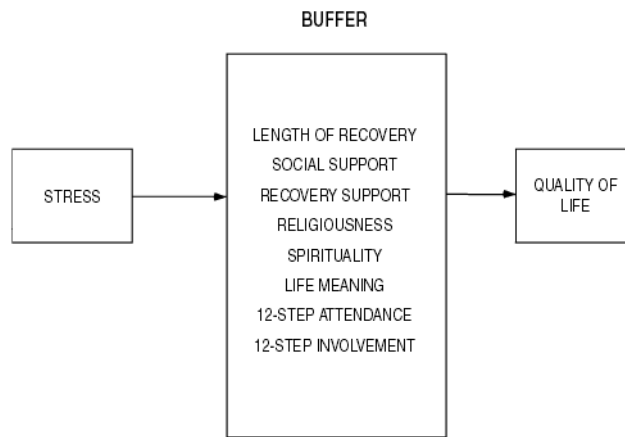 BUFFER
STRESS
LENGTH OF RECOVERY
SOCIAL SUPPORT
RECOVERY SUPPORT
RELIGIOUSNESS
SPIRITUALITY
LIFE MEANING
12-STEP ATTENDANCE
12-STEP INVOLVEMENT
QUALITY OF
LIFE